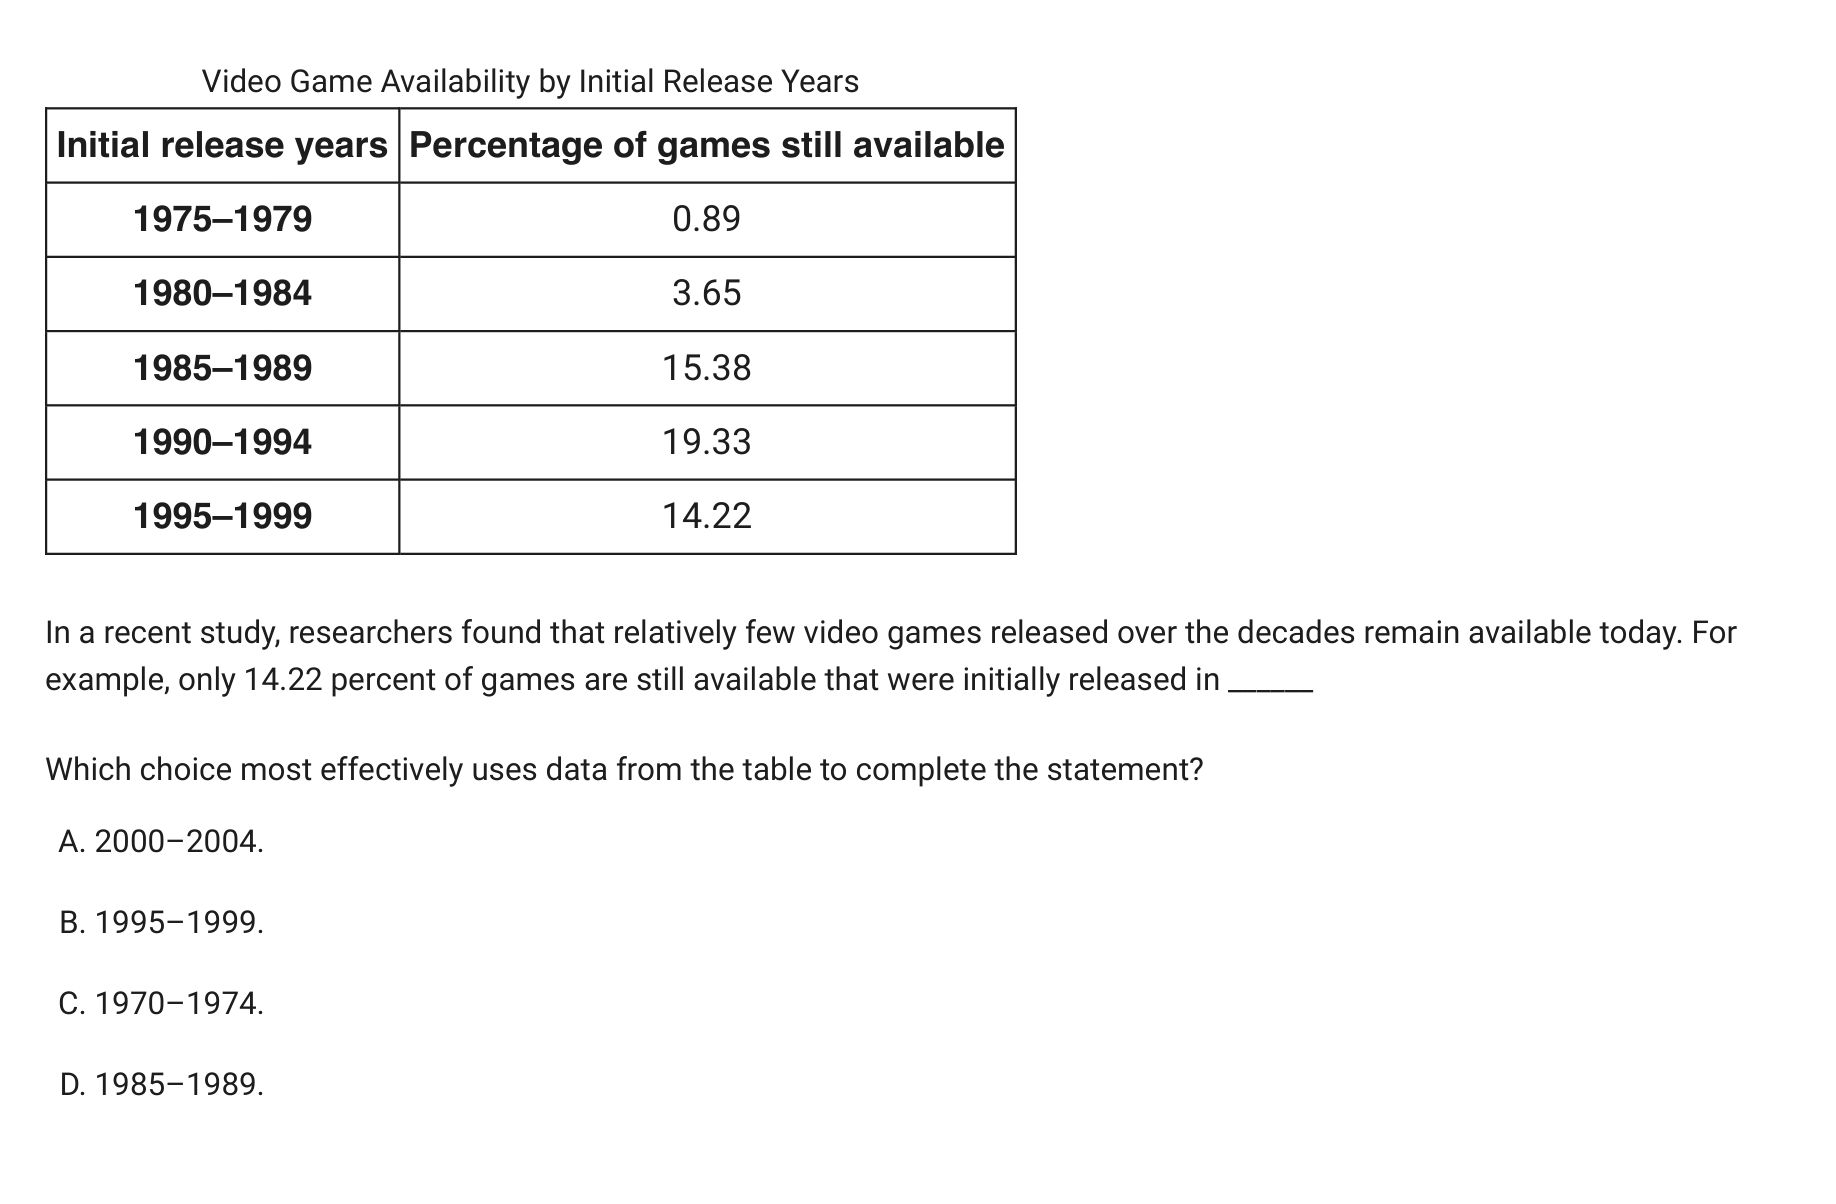 Video Game Availability by Initial Release Years
Initial release years Percentage of games still available
1975–1979 0.89
1980–1984 3.65
1985–1989 15.38
1990–1994 19.33
1995–1999 14.22
In a recent study, researchers found that relatively few video games released over the decades remain available today. For
example, only 14.22 percent of games are still available that were initially released in ______
Which choice most effectively uses data from the table to complete the statement?
A. 2000–2004.
B. 1995–1999.
C. 1970–1974.
D. 1985–1989.